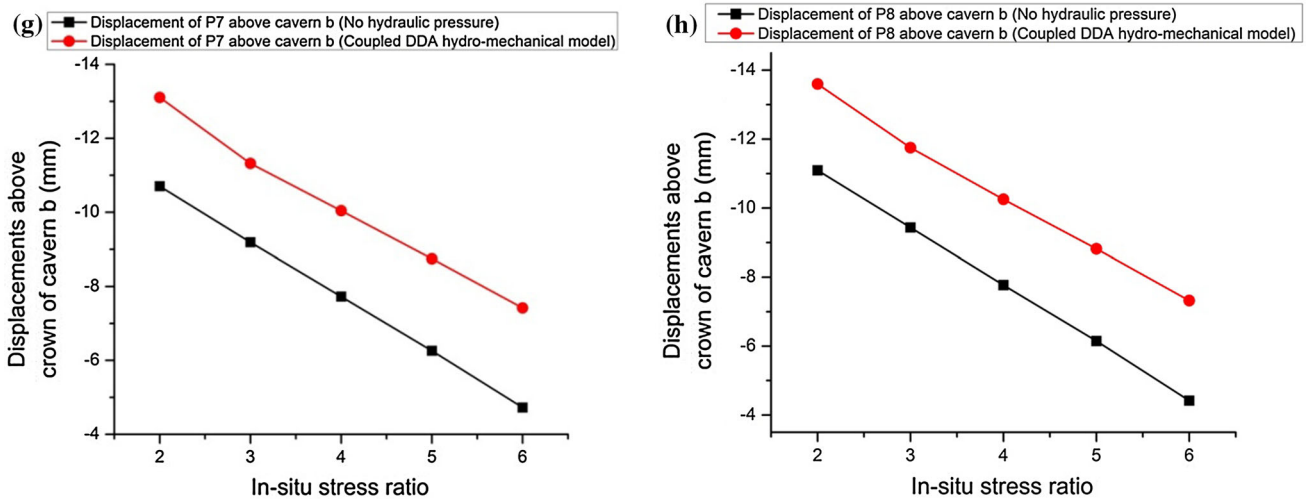 (g)
Displacement of P7 above cavern b (No hydraulic pressure)
Displacement of P7 above cavern b (Coupled DDA hydro-mechanical model)
-14
-12
-10
-8
-6
-4
Displacements above
crown of cavern b (mm)
2 3 4 5 6
In-situ stress ratio
(h)
Displacement of P8 above cavern b (No hydraulic pressure)
Displacement of P8 above cavern b (Coupled DDA hydro-mechanical model)
-14
-12
-10
-8
-6
-4
Displacements above
crown of cavern b (mm)
2 3 4 5 6
In-situ stress ratio